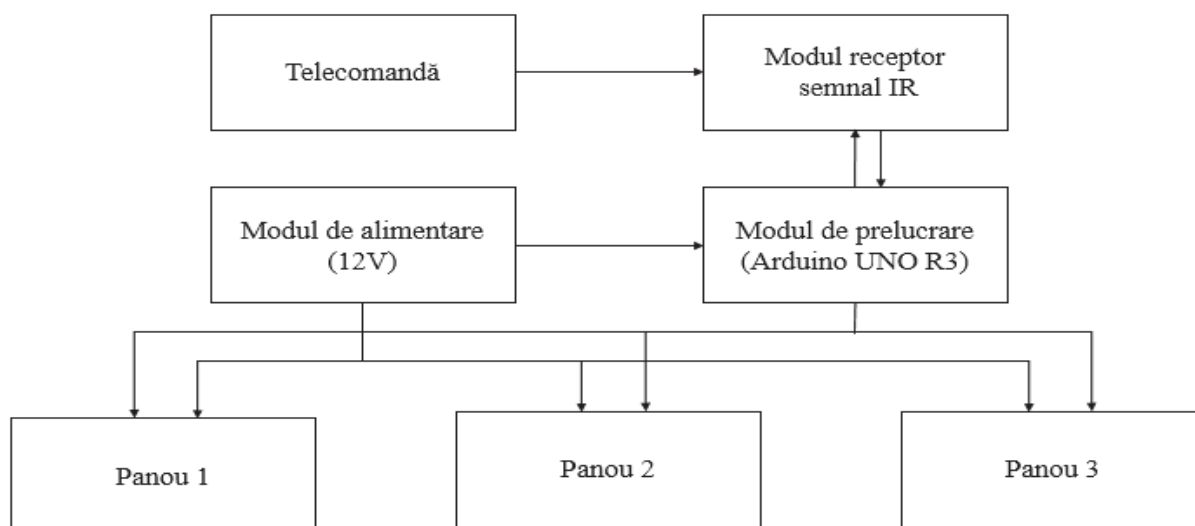 Telecomandă
Modul receptor
semnal IR
Modul de alimentare
(12V)
Modul de prelucrare
(Arduino UNO R3)
Panou 1
Panou 2
Panou 3